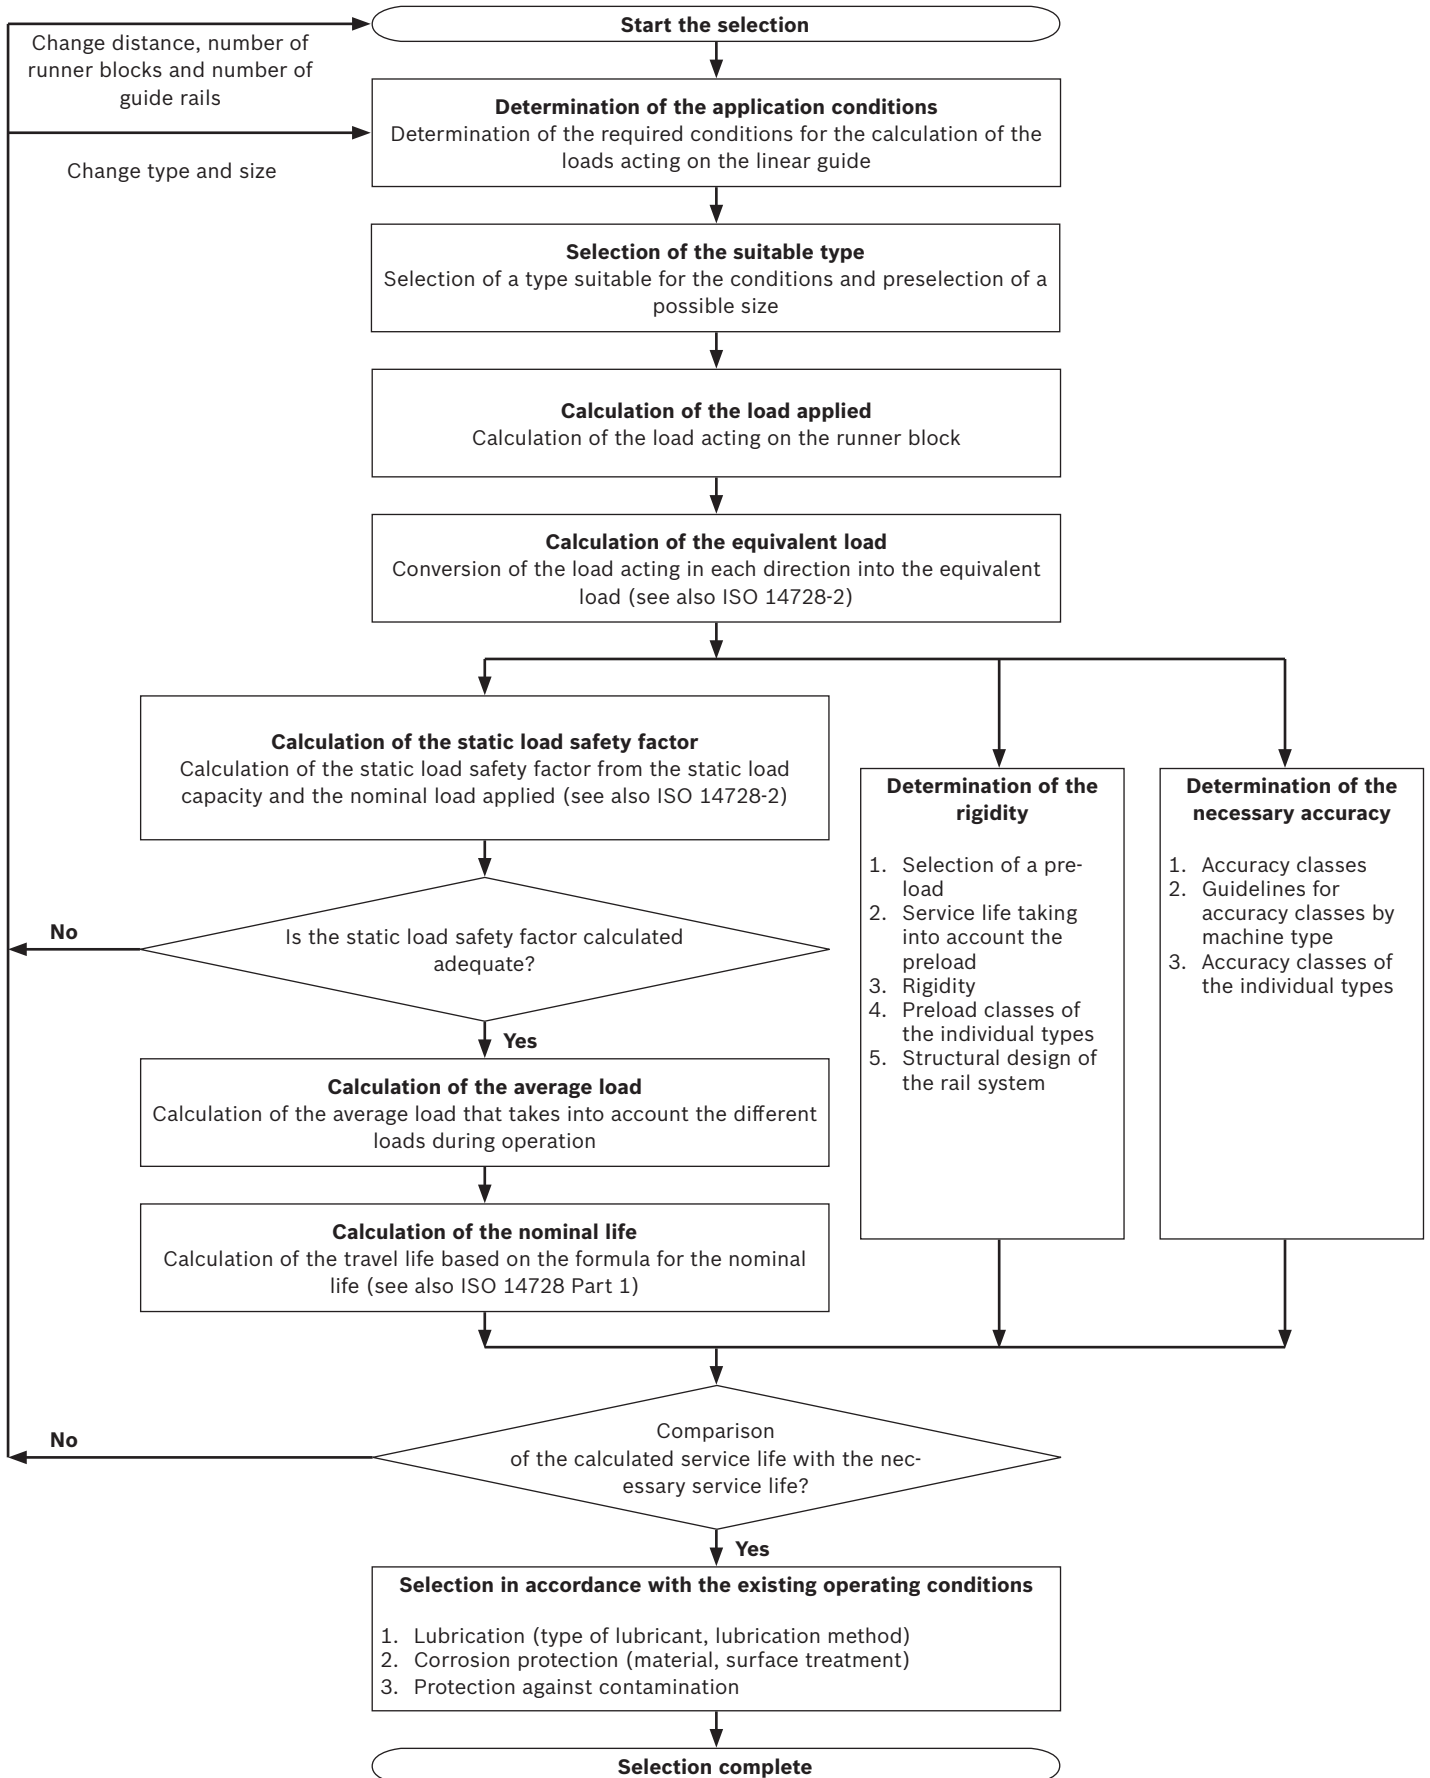 Start the selection
Change distance, number of
runner blocks and number of
guide rails
Determination of the application conditions
Determination of the required conditions for the calculation of the
loads acting on the linear guide
Change type and size
Selection of the suitable type
Selection of a type suitable for the conditions and preselection of a
possible size
Calculation of the load applied
Calculation of the load acting on the runner block
Calculation of the equivalent load
Conversion of the load acting in each direction into the equivalent
load (see also ISO 14728-2)
Calculation of the static load safety factor
Calculation of the static load safety factor from the static load
capacity and the nominal load applied (see also ISO 14728-2)
Is the static load safety factor calculated
adequate?
No
Yes
Calculation of the average load
Calculation of the average load that takes into account the different
loads during operation
Calculation of the nominal life
Calculation of the travel life based on the formula for the nominal
life (see also ISO 14728 Part 1)
Determination of the
rigidity
1. Selection of a pre-
load
2. Service life taking
into account the
preload
3. Rigidity
4. Preload classes of
the individual types
5. Structural design of
the rail system
Determination of the
necessary accuracy
1. Accuracy classes
2. Guidelines for
accuracy classes by
machine type
3. Accuracy classes of
the individual types
Comparison
of the calculated service life with the nec-
essary service life?
No
Yes
Selection in accordance with the existing operating conditions
1. Lubrication (type of lubricant, lubrication method)
2. Corrosion protection (material, surface treatment)
3. Protection against contamination
Selection complete